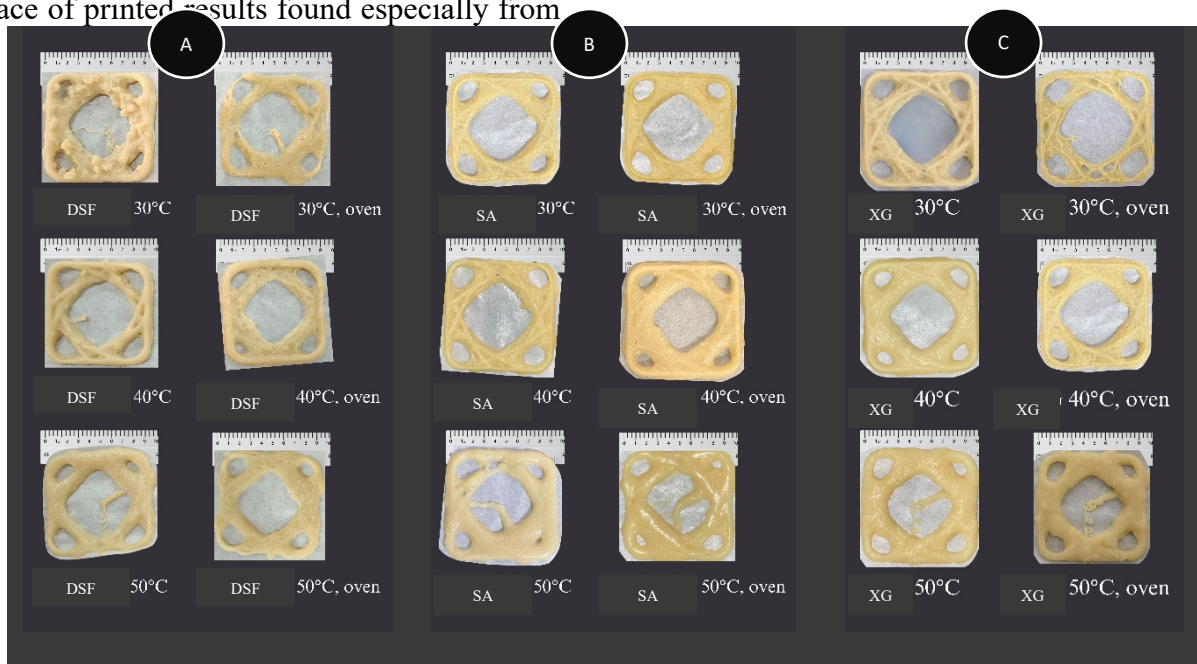 ace of printed results found especially from
A B C
DSF 30°C DSF 30°C, oven SA 30°C SA 30°C, oven XG 30°C XG 30°C, oven
DSF 40°C DSF 40°C, oven SA 40°C SA 40°C, oven XG 40°C XG 40°C, oven
DSF 50°C DSF 50°C, oven SA 50°C SA 50°C, oven XG 50°C XG 50°C, oven